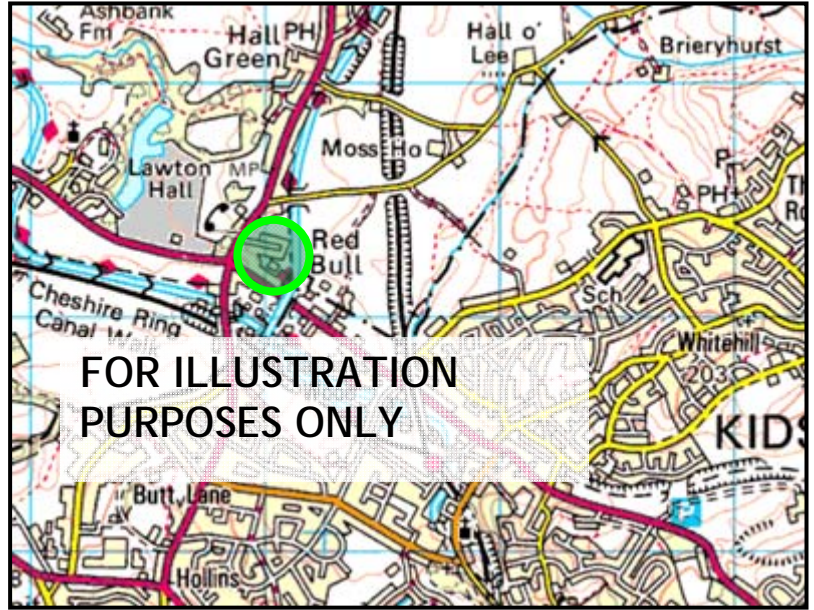 Ashbank
Fm
Hall PH
Green
Hall o'
Lee
Brieryhurst
Moss Ho
Lawton
Hall
MP
P
PH
Red
Bull
Sch
Cheshire Ring
Canal
Whitehill
203
FOR ILLUSTRATION
PURPOSES ONLY
KIDS
Butt Lane
Hollins